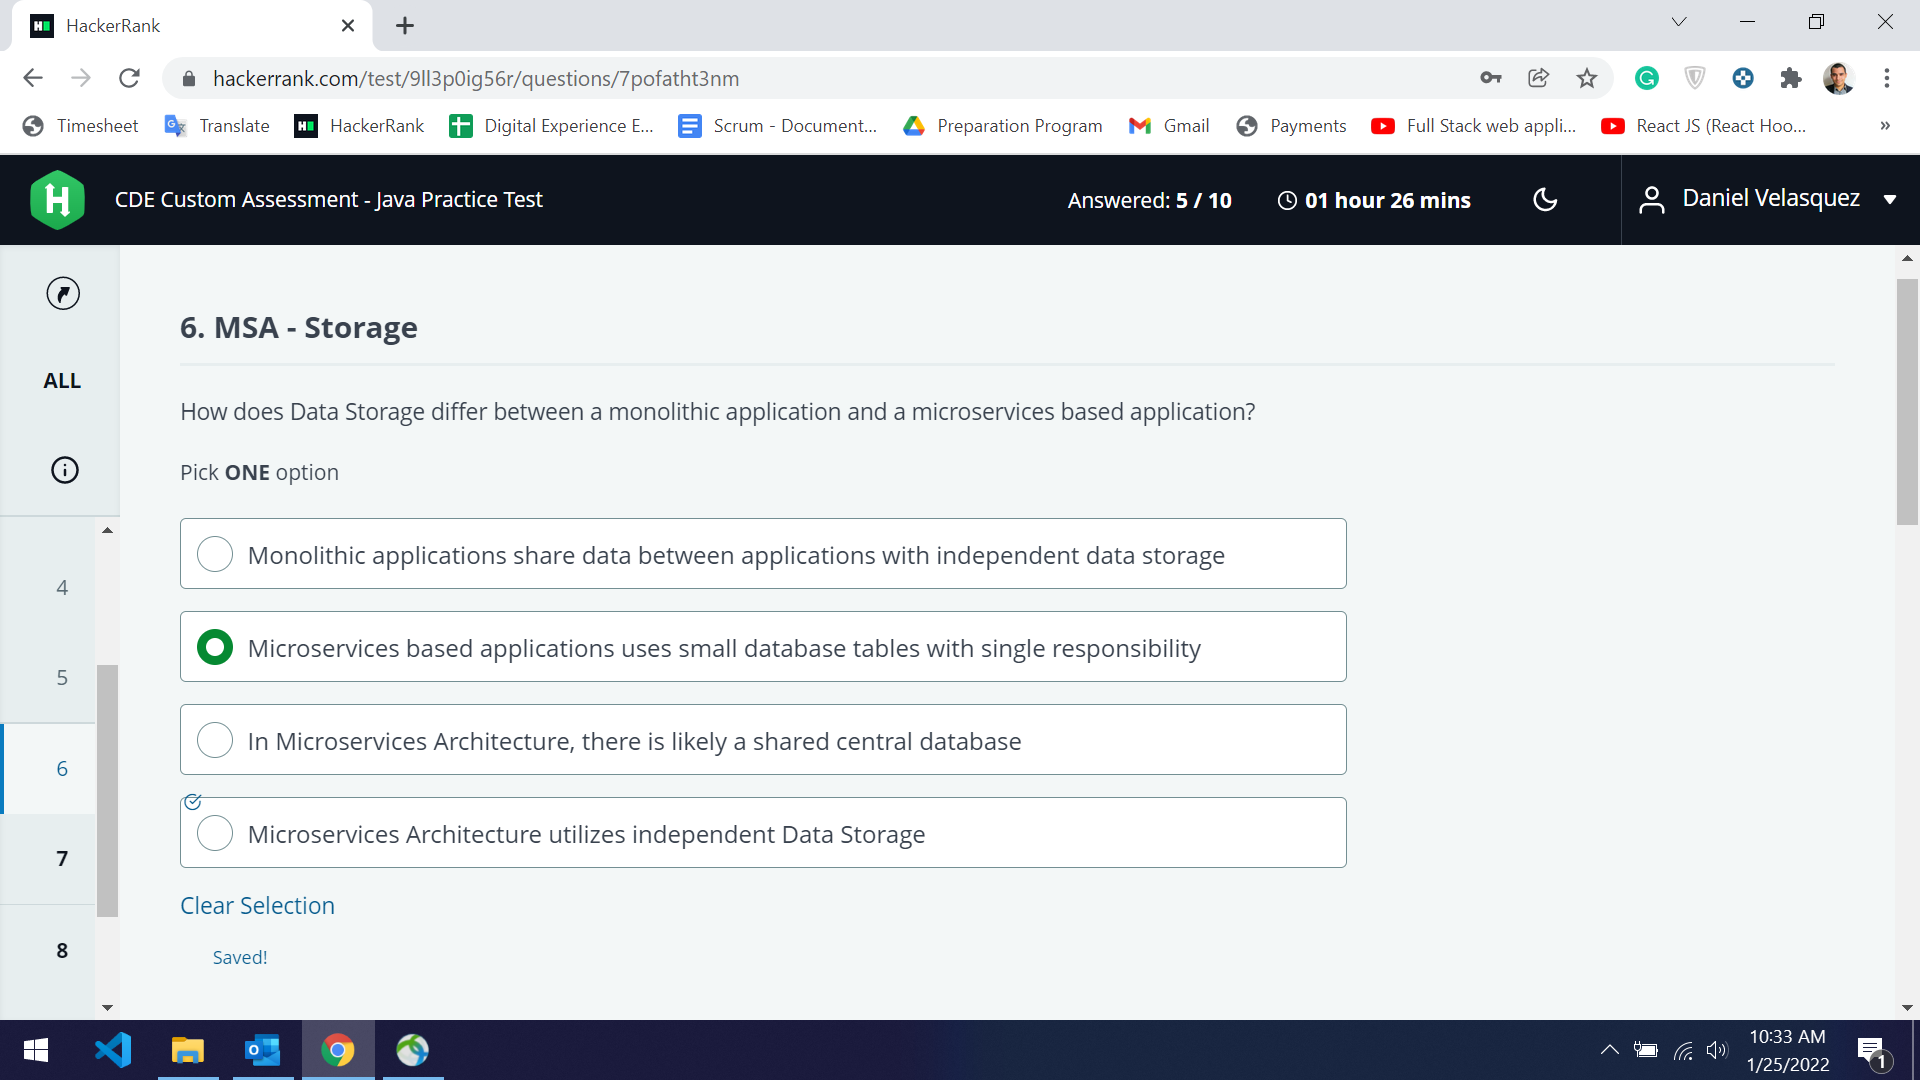 HackerRank
hackerrank.com/test/9ll3p0ig56r/questions/7pofatht3nm
Timesheet
Translate
HackerRank
Digital Experience E...
Scrum - Document...
Preparation Program
Gmail
Payments
Full Stack web appli...
React JS (React Hoo...
»
CDE Custom Assessment - Java Practice Test
Answered: 5 / 10
01 hour 26 mins
Daniel Velasquez
ALL
4
5
6
7
8
6. MSA - Storage
How does Data Storage differ between a monolithic application and a microservices based application?
Pick ONE option
Monolithic applications share data between applications with independent data storage
Microservices based applications uses small database tables with single responsibility
In Microservices Architecture, there is likely a shared central database
Microservices Architecture utilizes independent Data Storage
Clear Selection
Saved!
10:33 AM
1/25/2022
1